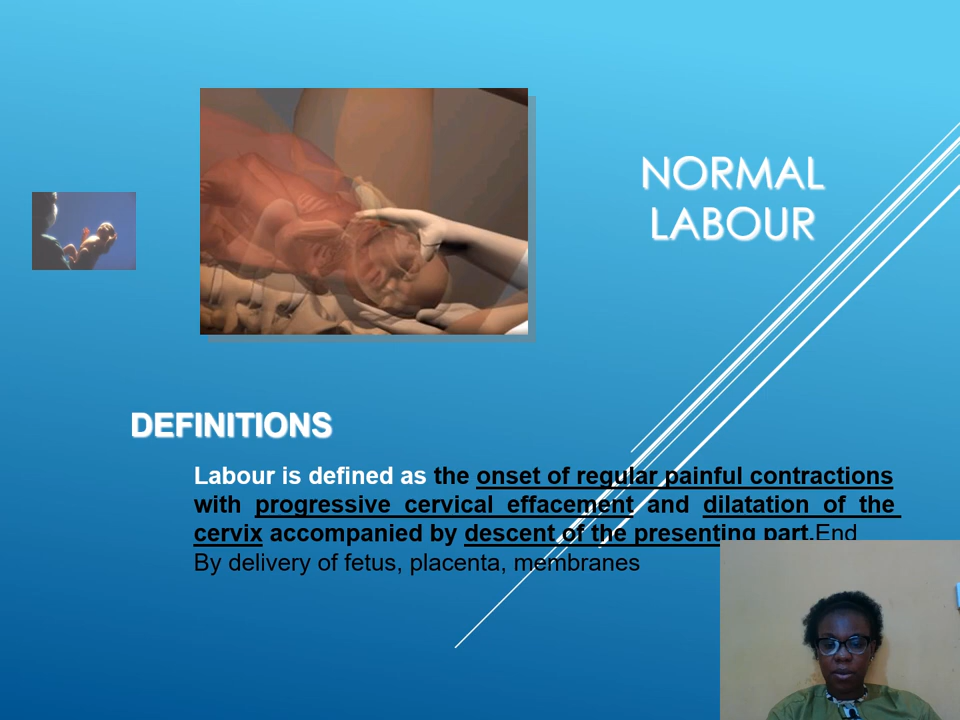 NORMAL
LABOUR
DEFINITIONS
Labour is defined as the onset of regular painful contractions
with progressive cervical effacement and dilatation of the
cervix accompanied by descent of the presenting part.End
By delivery of fetus, placenta, membranes